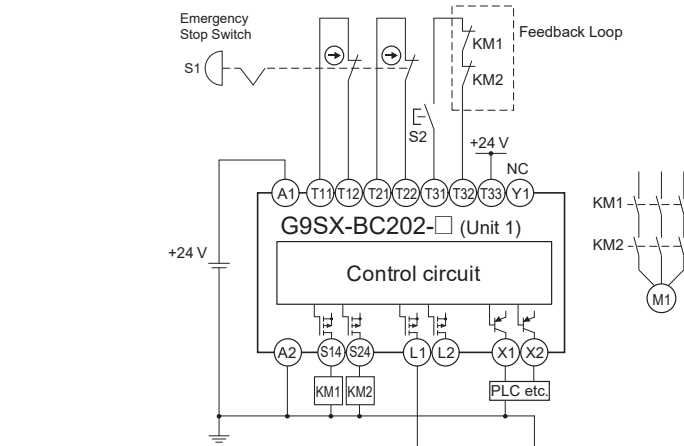 Emergency
Stop Switch
Feedback Loop
KM1
S1
KM2
S2
+24 V
NC
A1 T11 T12 T21 T22 T31 T32 T33 Y1
KM1
G9SX-BC202-□ (Unit 1)
KM2
+24 V
Control circuit
M1
A2 S14 S24 L1 L2 X1 X2
KM1 KM2 PLC etc.